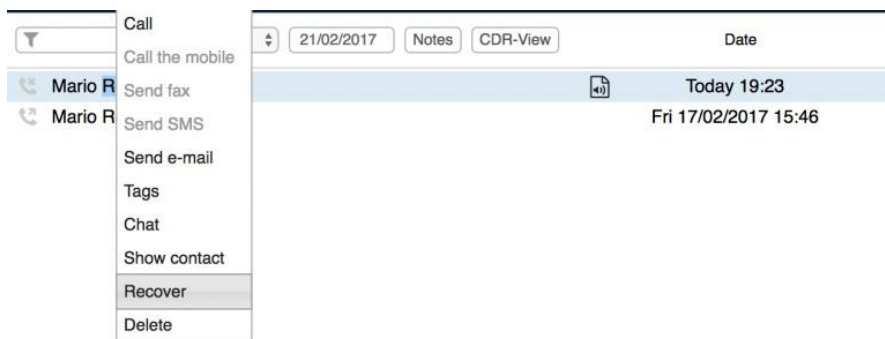 Call
21/02/2017 Notes CDR-View Date
Call the mobile
Mario R Today 19:23
Send fax
Mario R Fri 17/02/2017 15:46
Send SMS
Send e-mail
Tags
Chat
Show contact
Recover
Delete